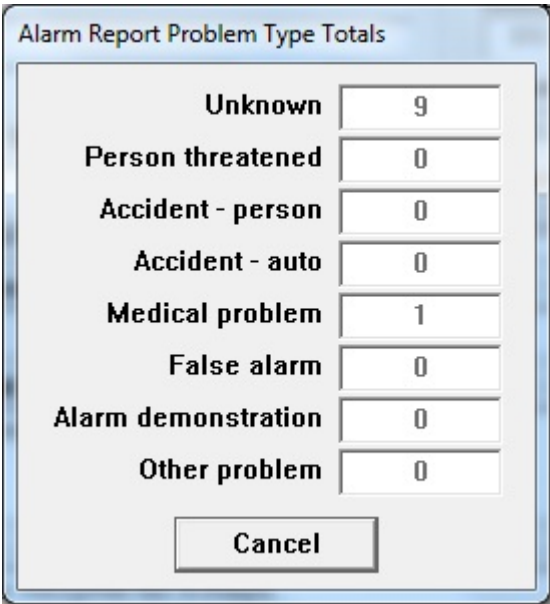 Alarm Report Problem Type Totals
Unknown 9
Person threatened 0
Accident - person 0
Accident - auto 0
Medical problem 1
False alarm 0
Alarm demonstration 0
Other problem 0
Cancel